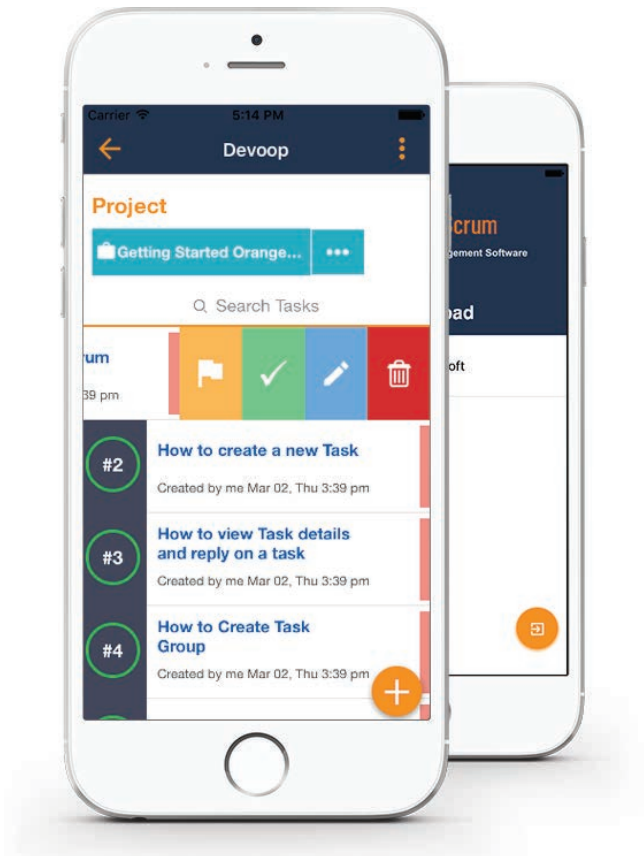 Carrier 5:14 PM
Devoop
Project
Getting Started Orange... •••
Search Tasks
rum
39 pm
#2
How to create a new Task
Created by me Mar 02, Thu 3:39 pm
#3
How to view Task details
and reply on a task
Created by me Mar 02, Thu 3:39 pm
#4
How to Create Task
Group
Created by me Mar 02, Thu 3:39 pm
crum
gement Software
oad
oft